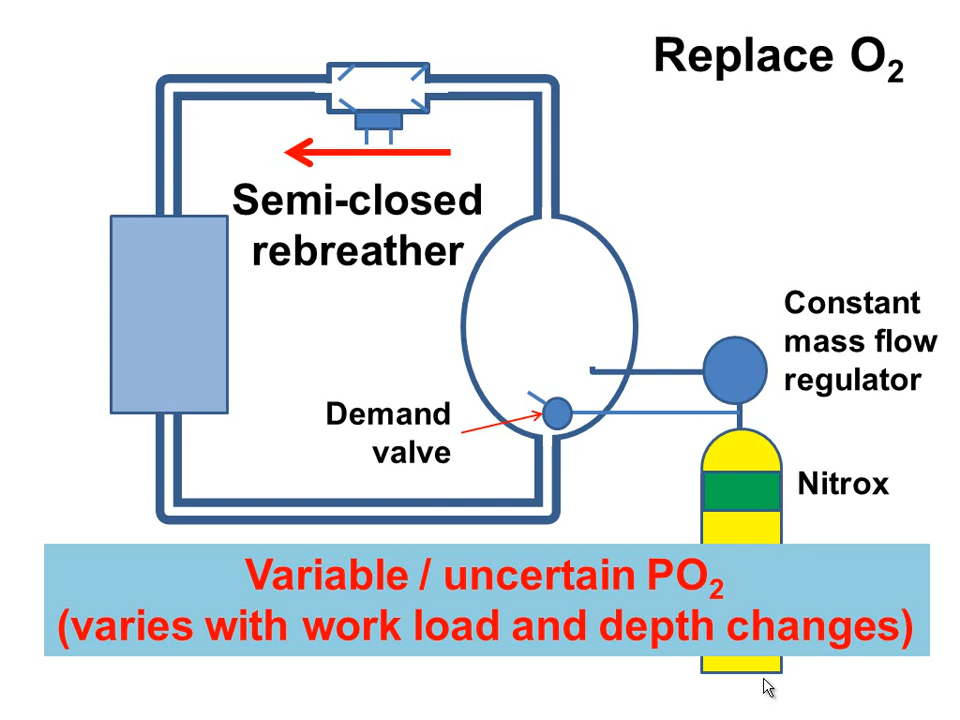 Replace O₂
Semi-closed
rebreather
Constant
mass flow
regulator
Demand
valve
Nitrox
Variable / uncertain PO₂
(varies with work load and depth changes)